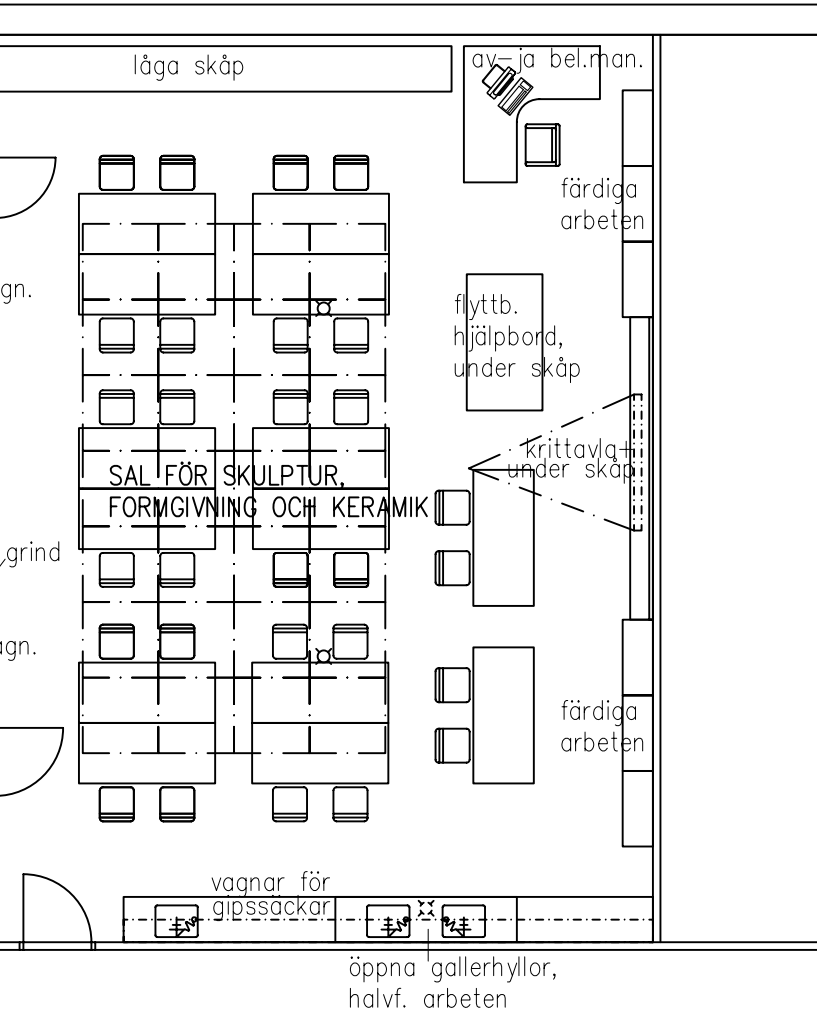 låga skåp
av-ja bel.man.
färdiga
arbeten
gn.
flyttb.
hjälpbord,
under skåp
krittavla+
under skåp
SAL FÖR SKULPTUR,
FORMGIVNING OCH KERAMIK
grind
agn.
färdiga
arbeten
vagnar för
gipssäckar
öppna gallerhyllor,
halvf. arbeten